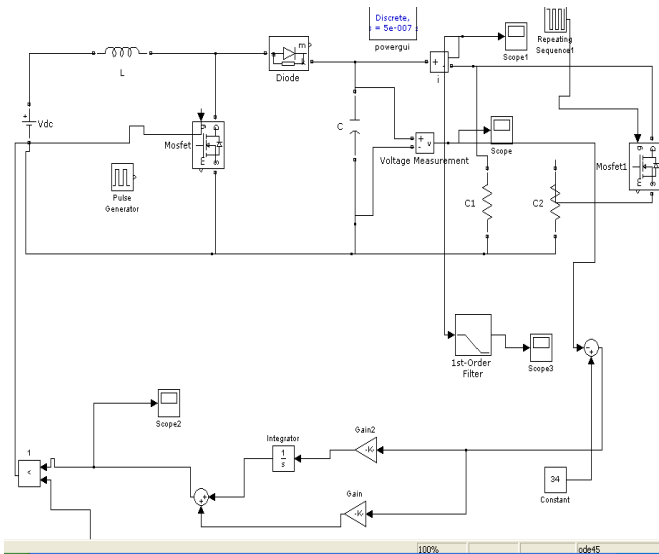 Discrete,
s = 5e-007
powergui
Scope1
Repeating
Sequence1
m
k
L
Diode
i
+
-
Vdc
+
g
D
m
S
Mosfet
C
+
-
v
Voltage Measurement
Scope
g
D
m
S
Mosfet1
Pulse
Generator
C1
C2
1st-Order
Filter
Scope3
Scope2
Gain2
Integrator
1
s
-K-
1
<
Gain
-K-
34
Constant
100%
ode45